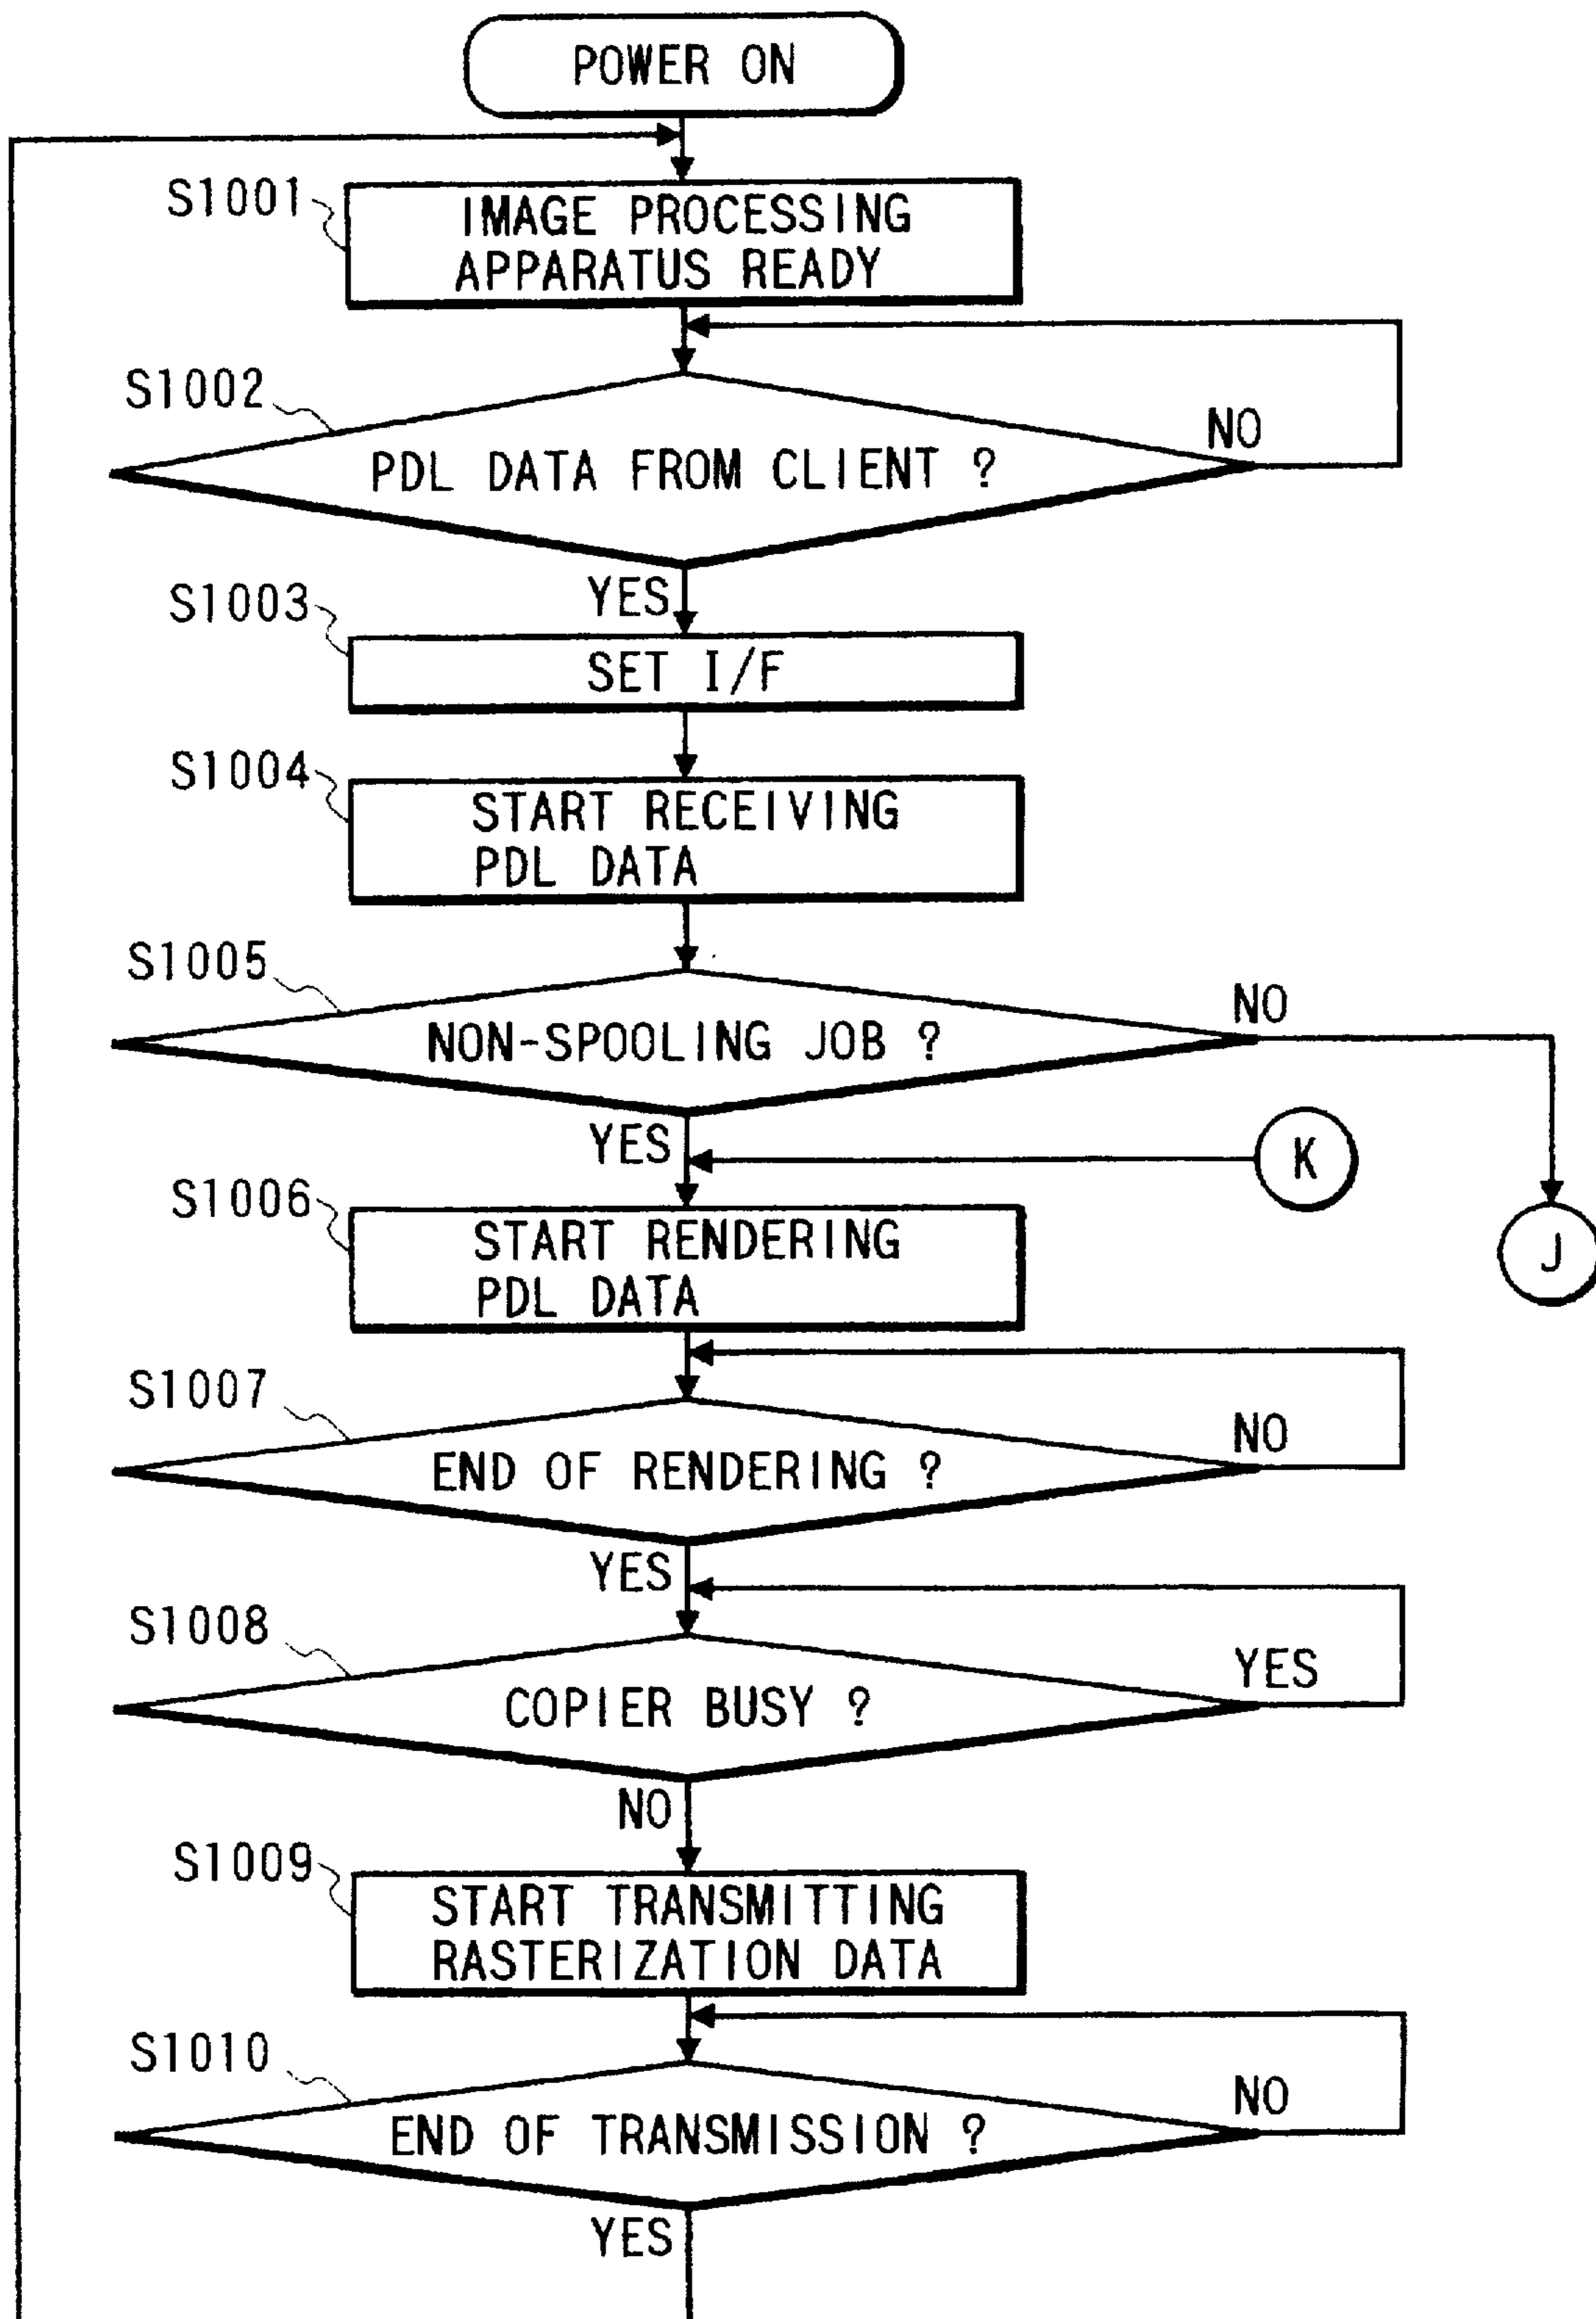 POWER ON
S1001
IMAGE PROCESSING
APPARATUS READY
S1002
PDL DATA FROM CLIENT ?
NO
YES
S1003
SET I/F
S1004
START RECEIVING
PDL DATA
S1005
NON-SPOOLING JOB ?
NO
YES
K
J
S1006
START RENDERING
PDL DATA
S1007
END OF RENDERING ?
NO
YES
S1008
COPIER BUSY ?
YES
NO
S1009
START TRANSMITTING
RASTERIZATION DATA
S1010
END OF TRANSMISSION ?
NO
YES